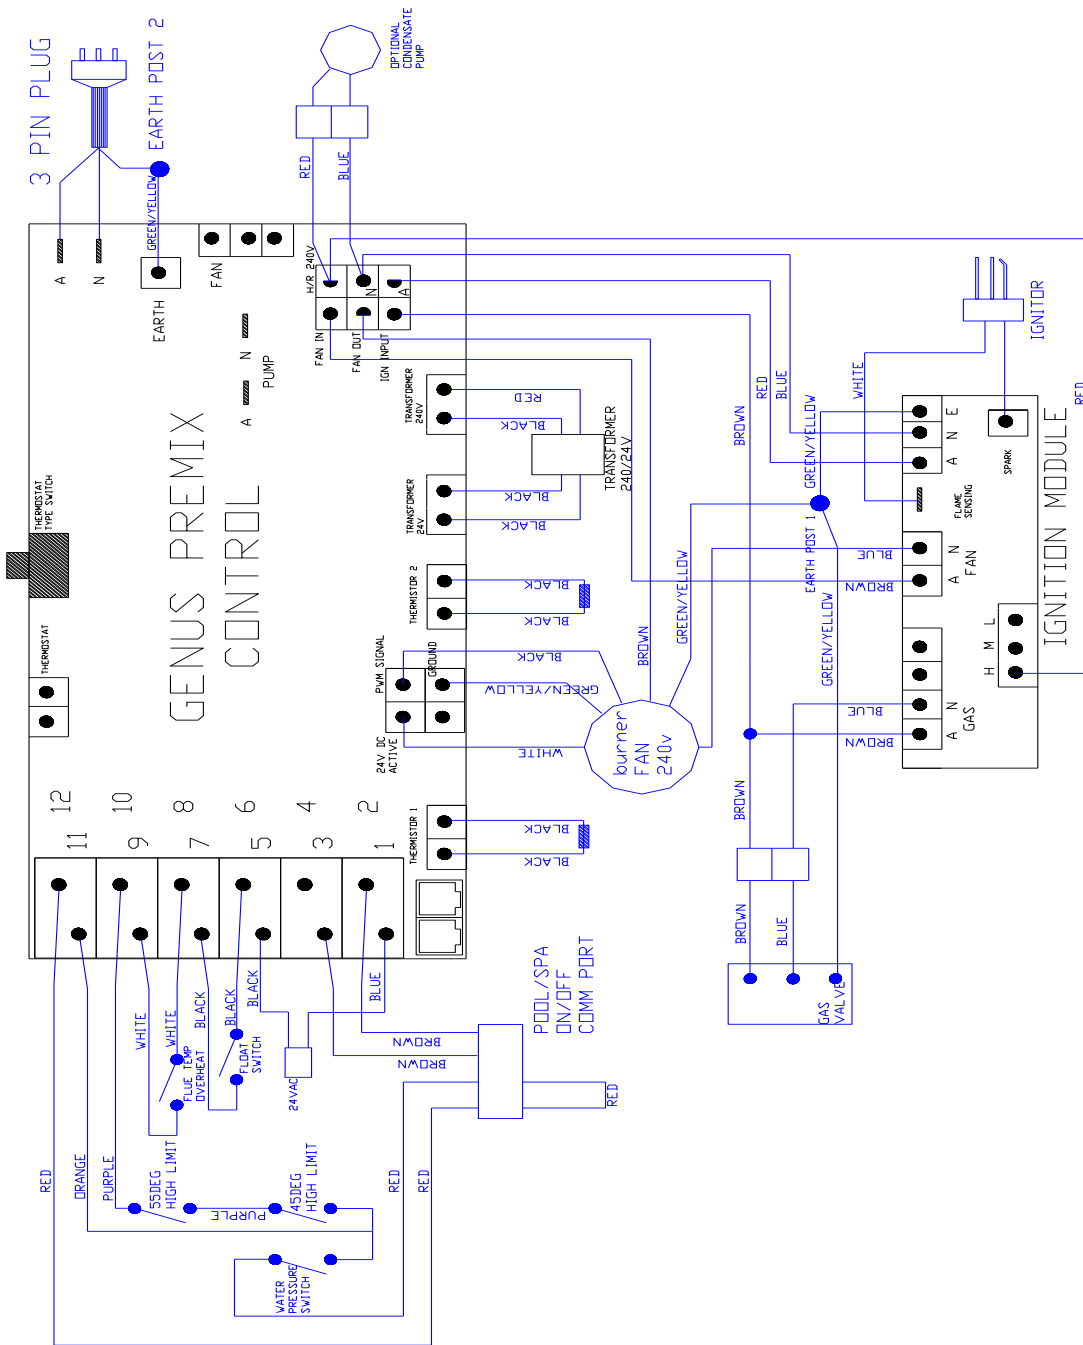 3 PIN PLUG
EARTH POST 2
GREEN/YELLOW
A
N
EARTH
FAN
A
N
PUMP
THERMOSTAT
TYPE SWITCH
THERMOSTAT
GENUS PREMIX
CONTROL
OPTIONAL
CONDENSATE
PUMP
RED
BLUE
H/R 240V
N
A
FAN IN
FAN OUT
IGN INPUT
TRANSFORMER
240V
RED
BLACK
TRANSFORMER
240/24V
TRANSFORMER
24V
BLACK
BLACK
THERMISTOR 2
BLACK
BLACK
PWM SIGNAL
GROUND
24V DC
ACTIVE
BLACK
GREEN/YELLOW
WHITE
burner
FAN
240v
BROWN
GREEN/YELLOW
THERMISTOR 1
BLACK
BLACK
12
11
10
9
8
7
6
5
4
3
2
1
IGNITOR
WHITE
RED
BLUE
BROWN
GREEN/YELLOW
EARTH POST 1
GREEN/YELLOW
RED
IGNITION MODULE
A
N
E
SPARK
FLAME
SENSING
A
N
FAN
BLUE
BROWN
H
M
L
A
N
GAS
BLUE
BROWN
BROWN
BROWN
BLUE
GAS
VALVE
POOL/SPA
ON/OFF
COMM PORT
BROWN
BROWN
RED
BLUE
BLACK
BLACK
BLACK
WHITE
WHITE
FLUE TEMP
OVERHEAT
FLOAT
SWITCH
24VAC
RED
ORANGE
PURPLE
55DEG
HIGH LIMIT
PURPLE
45DEG
HIGH LIMIT
WATER
PRESSURE
SWITCH
RED
RED